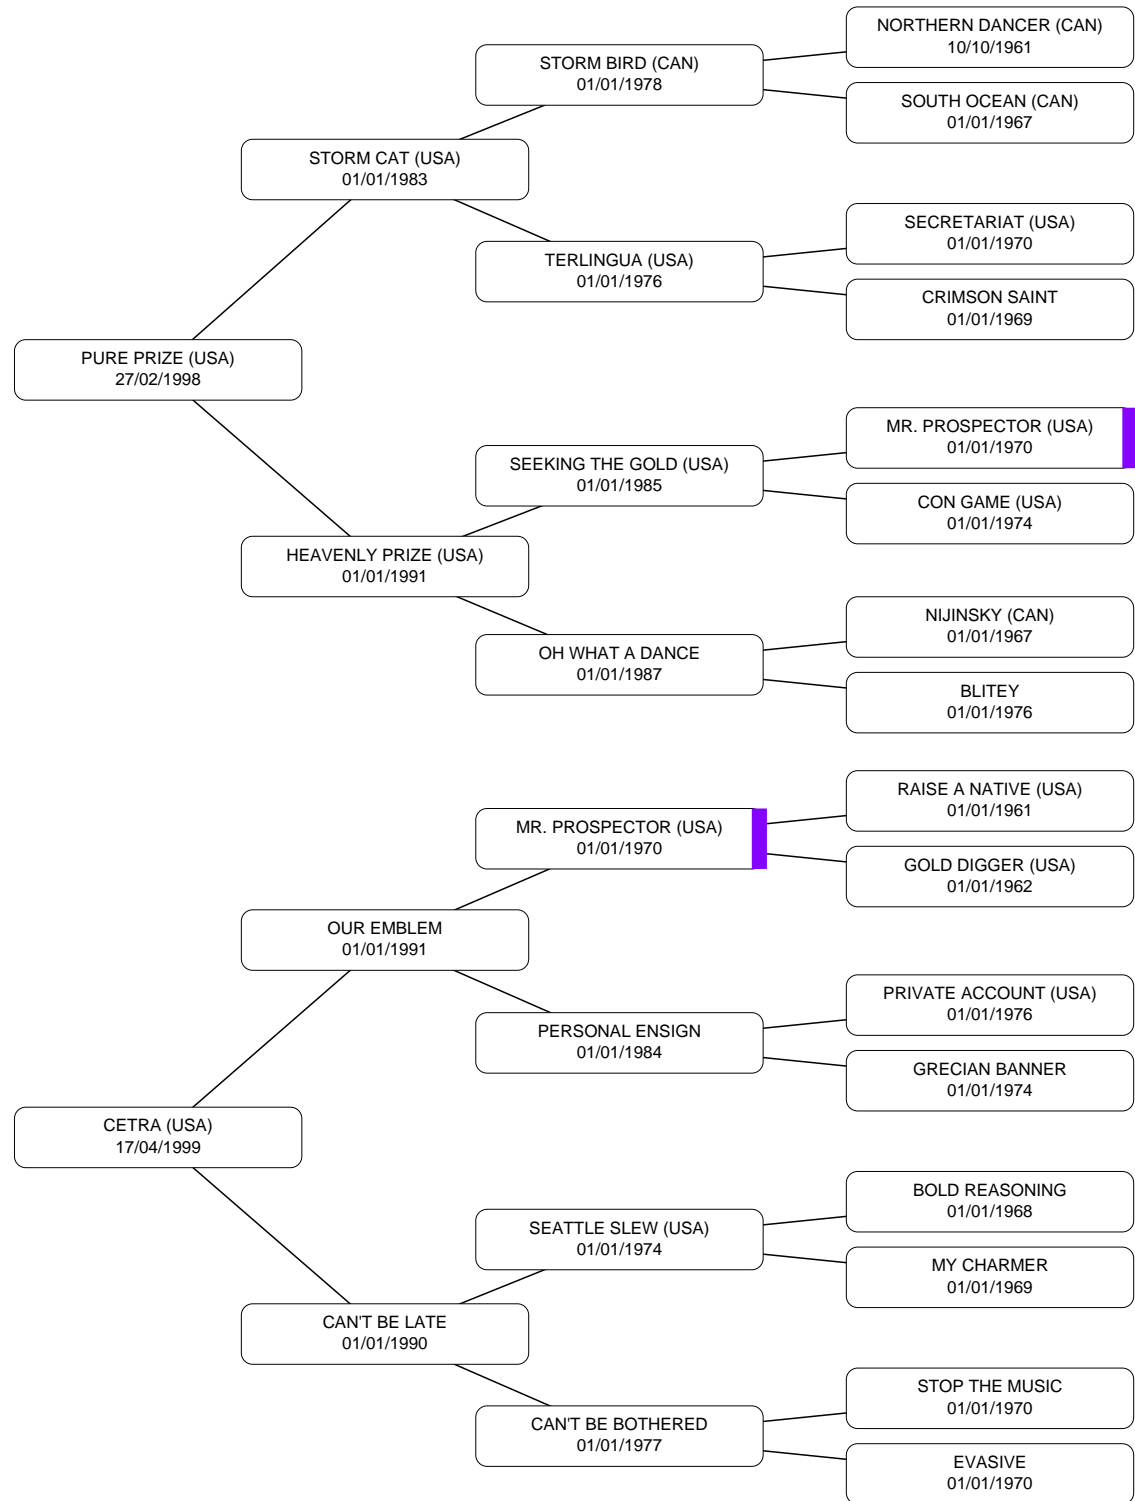 NORTHERN DANCER (CAN)
10/10/1961
STORM BIRD (CAN)
01/01/1978
SOUTH OCEAN (CAN)
01/01/1967
STORM CAT (USA)
01/01/1983
SECRETARIAT (USA)
01/01/1970
TERLINGUA (USA)
01/01/1976
CRIMSON SAINT
01/01/1969
PURE PRIZE (USA)
27/02/1998
MR. PROSPECTOR (USA)
01/01/1970
SEEKING THE GOLD (USA)
01/01/1985
CON GAME (USA)
01/01/1974
HEAVENLY PRIZE (USA)
01/01/1991
NIJINSKY (CAN)
01/01/1967
OH WHAT A DANCE
01/01/1987
BLITEY
01/01/1976
RAISE A NATIVE (USA)
01/01/1961
MR. PROSPECTOR (USA)
01/01/1970
GOLD DIGGER (USA)
01/01/1962
OUR EMBLEM
01/01/1991
PRIVATE ACCOUNT (USA)
01/01/1976
PERSONAL ENSIGN
01/01/1984
GRECIAN BANNER
01/01/1974
CETRA (USA)
17/04/1999
BOLD REASONING
01/01/1968
SEATTLE SLEW (USA)
01/01/1974
MY CHARMER
01/01/1969
CAN'T BE LATE
01/01/1990
STOP THE MUSIC
01/01/1970
CAN'T BE BOTHERED
01/01/1977
EVASIVE
01/01/1970